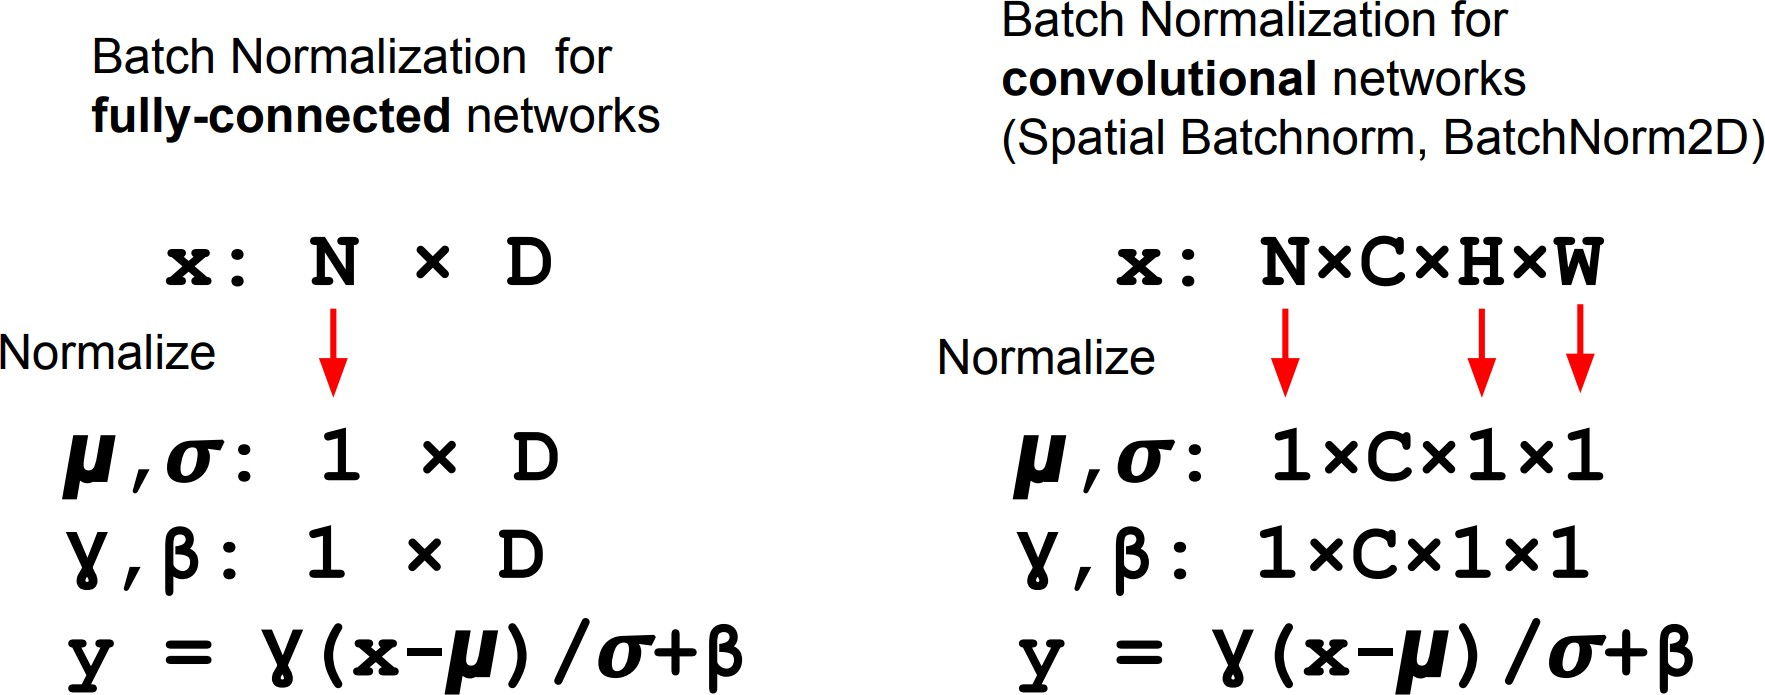 Batch Normalization for
fully-connected networks
x: N × D
Normalize
μ,σ: 1 × D
γ,β: 1 × D
y = γ(x-μ)/σ+β
Batch Normalization for
convolutional networks
(Spatial Batchnorm, BatchNorm2D)
x: N×C×H×W
Normalize
μ,σ: 1×C×1×1
γ,β: 1×C×1×1
y = γ(x-μ)/σ+β